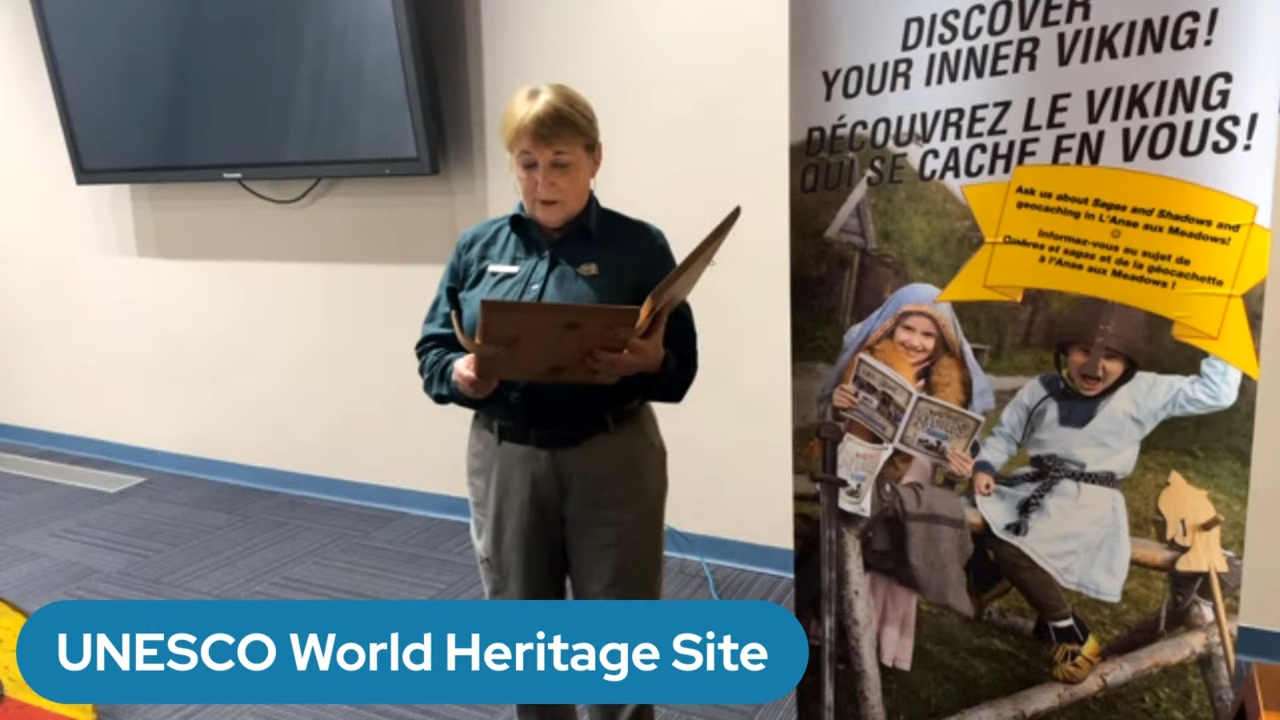 DISCOVER
YOUR INNER VIKING!
DÉCOUVREZ LE VIKING
QUI SE CACHE EN VOUS!
Ask us about Sagas and Shadows and
geocaching in L'Anse aux Meadows!
☺
Informez-vous au sujet de
Ombres et sagas et de la géocachette
à l'Anse aux Meadows !
UNESCO World Heritage Site